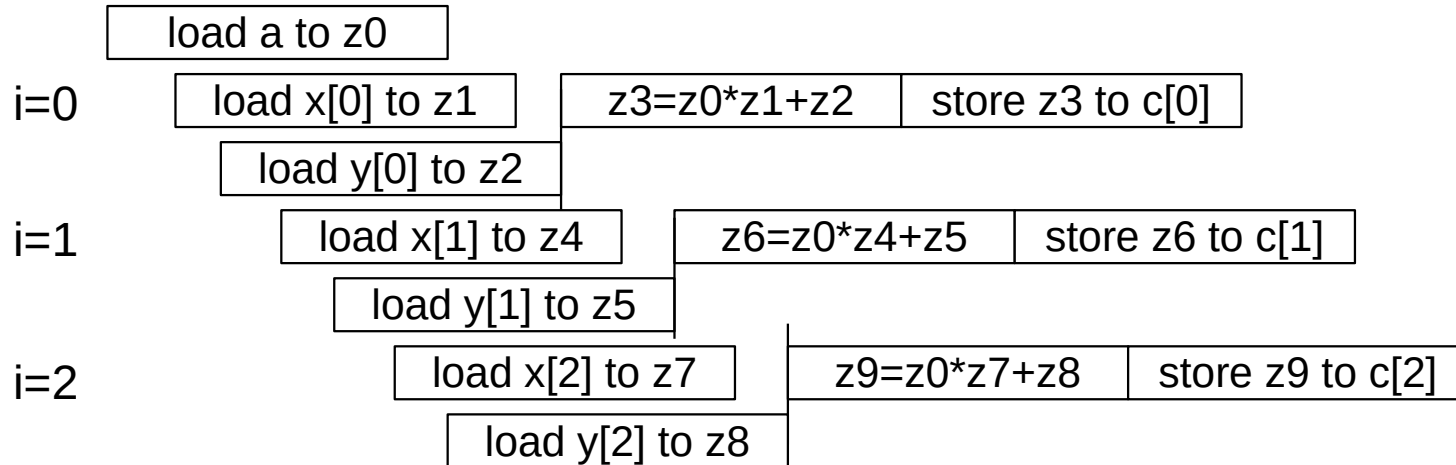 load a to z0
i=0 load x[0] to z1 z3=z0*z1+z2 store z3 to c[0]
load y[0] to z2
i=1 load x[1] to z4 z6=z0*z4+z5 store z6 to c[1]
load y[1] to z5
i=2 load x[2] to z7 z9=z0*z7+z8 store z9 to c[2]
load y[2] to z8